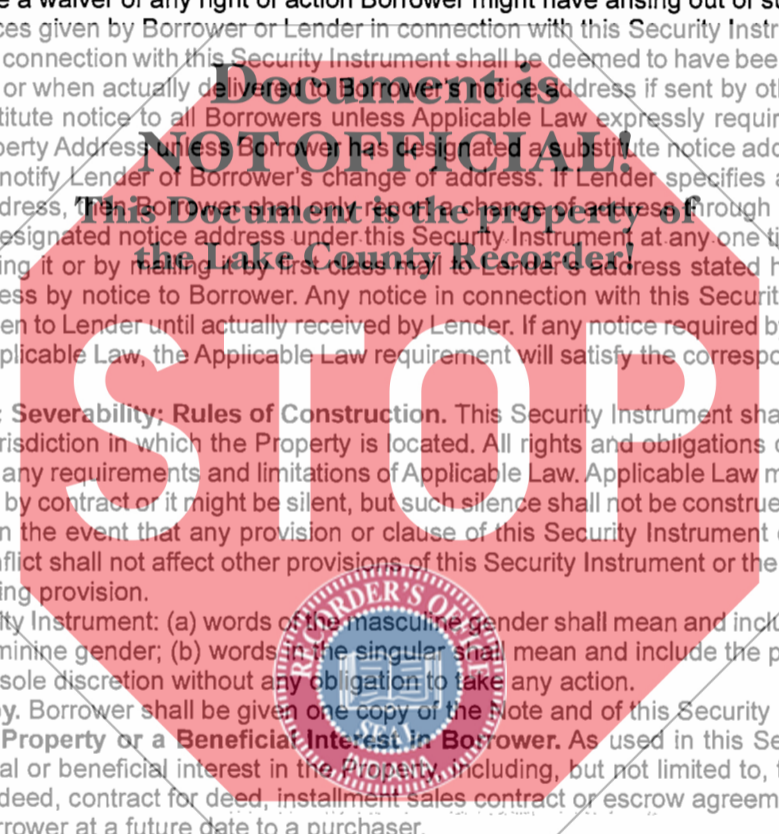 e a waiver of any right of action Borrower might have arising out of su
ces given by Borrower or Lender in connection with this Security Instr
connection with this Security Instrument shall be deemed to have been
Document is
or when actually delivered to Borrower's notice address if sent by oth
titute notice to all Borrowers unless Applicable Law expressly requir
NOT OFFICIAL!
perty Address unless Borrower has designated a substitute notice add
notify Lender of Borrower's change of address. If Lender specifies a
This Document is the property of
dress, then Borrower shall only report a change of address through
esignated notice address under this Security Instrument at any one ti
the Lake County Recorder!
ing it or by mailing it by first class mail to Lender's address stated h
ess by notice to Borrower. Any notice in connection with this Securit
en to Lender until actually received by Lender. If any notice required b
plicable Law, the Applicable Law requirement will satisfy the correspo
STOP
; Severability; Rules of Construction. This Security Instrument sha
risdiction in which the Property is located. All rights and obligations c
any requirements and limitations of Applicable Law. Applicable Law m
by contract or it might be silent, but such silence shall not be construe
n the event that any provision or clause of this Security Instrument c
nflict shall not affect other provisions of this Security Instrument or the
ing provision.
RECORDER'S OFFICE
ity Instrument: (a) words of the masculine gender shall mean and inclu
minine gender; (b) words in the singular shall mean and include the p
sole discretion without any obligation to take any action.
py. Borrower shall be given one copy of the Note and of this Security
SEAL
Property or a Beneficial Interest in Borrower. As used in this Se
al or beneficial interest in the Property, including, but not limited to, t
deed, contract for deed, installment sales contract or escrow agreem
rrower at a future date to a purchaser.